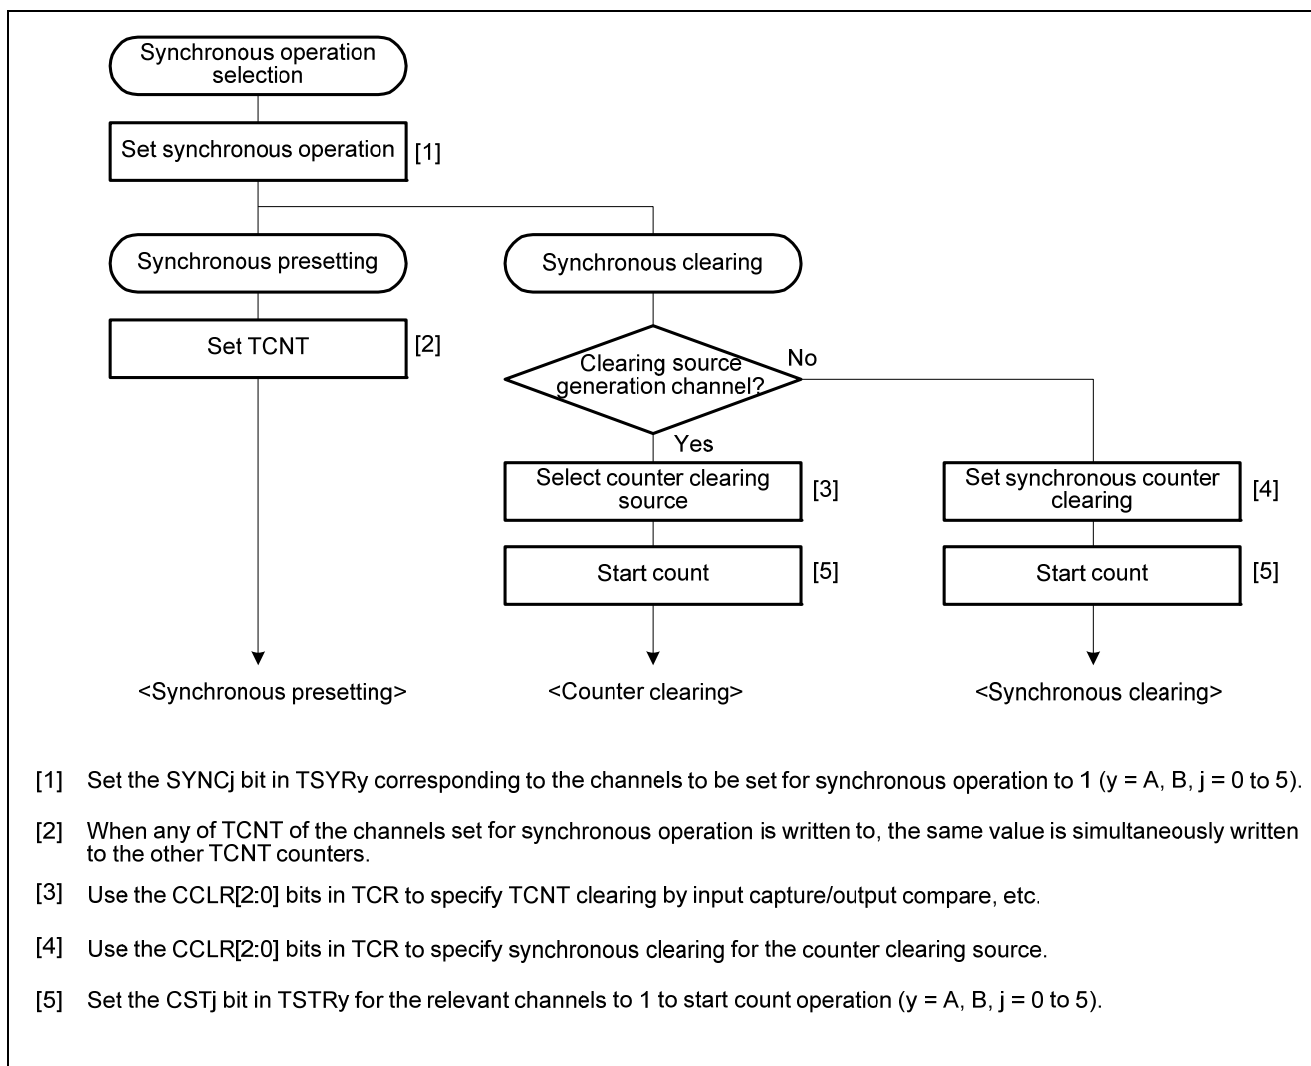 Synchronous operation
selection
Set synchronous operation
[1]
Synchronous presetting
Synchronous clearing
Set TCNT
[2]
Clearing source
generation channel?
No
Yes
Select counter clearing
source
[3]
Set synchronous counter
clearing
[4]
Start count
[5]
Start count
[5]
<Synchronous presetting>
<Counter clearing>
<Synchronous clearing>
[1] Set the SYNCj bit in TSYRy corresponding to the channels to be set for synchronous operation to 1 (y = A, B, j = 0 to 5).
[2] When any of TCNT of the channels set for synchronous operation is written to, the same value is simultaneously written
to the other TCNT counters.
[3] Use the CCLR[2:0] bits in TCR to specify TCNT clearing by input capture/output compare, etc.
[4] Use the CCLR[2:0] bits in TCR to specify synchronous clearing for the counter clearing source.
[5] Set the CSTj bit in TSTRy for the relevant channels to 1 to start count operation (y = A, B, j = 0 to 5).